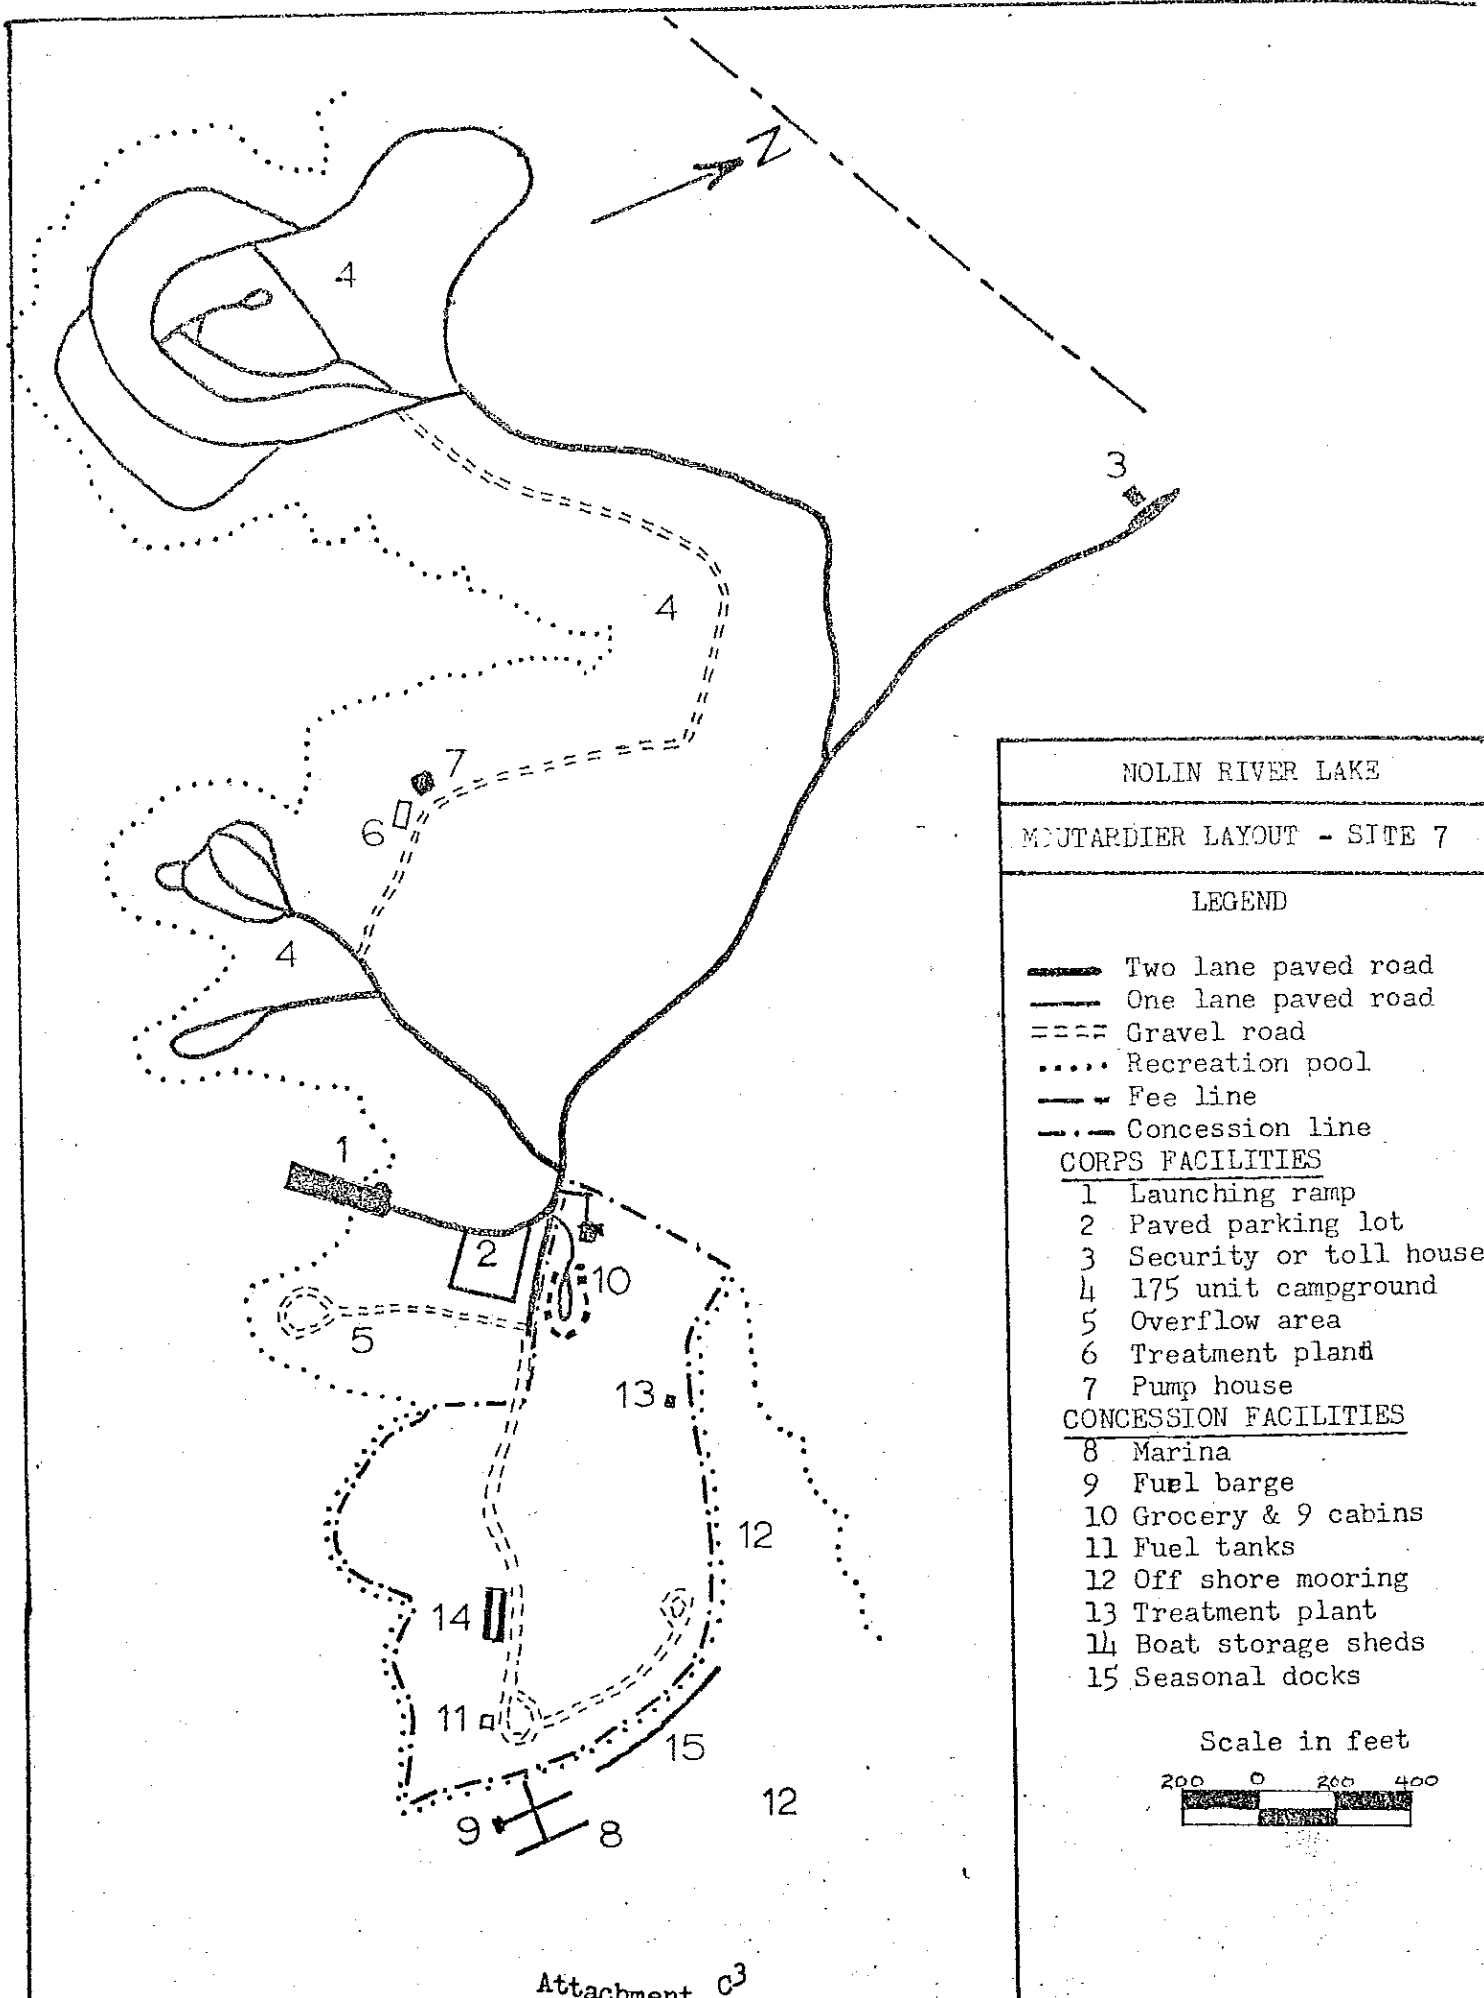 N
4
3
4
7
6
4
1
2
10
5
13
12
14
11
15
12
9
8
NOLIN RIVER LAKE
MOUTARDIER LAYOUT - SITE 7
LEGEND
Two lane paved road
One lane paved road
Gravel road
Recreation pool
Fee line
Concession line
CORPS FACILITIES
1 Launching ramp
2 Paved parking lot
3 Security or toll house
4 175 unit campground
5 Overflow area
6 Treatment plant
7 Pump house
CONCESSION FACILITIES
8 Marina
9 Fuel barge
10 Grocery & 9 cabins
11 Fuel tanks
12 Off shore mooring
13 Treatment plant
14 Boat storage sheds
15 Seasonal docks
Scale in feet
200 0 200 400
Attachment C3